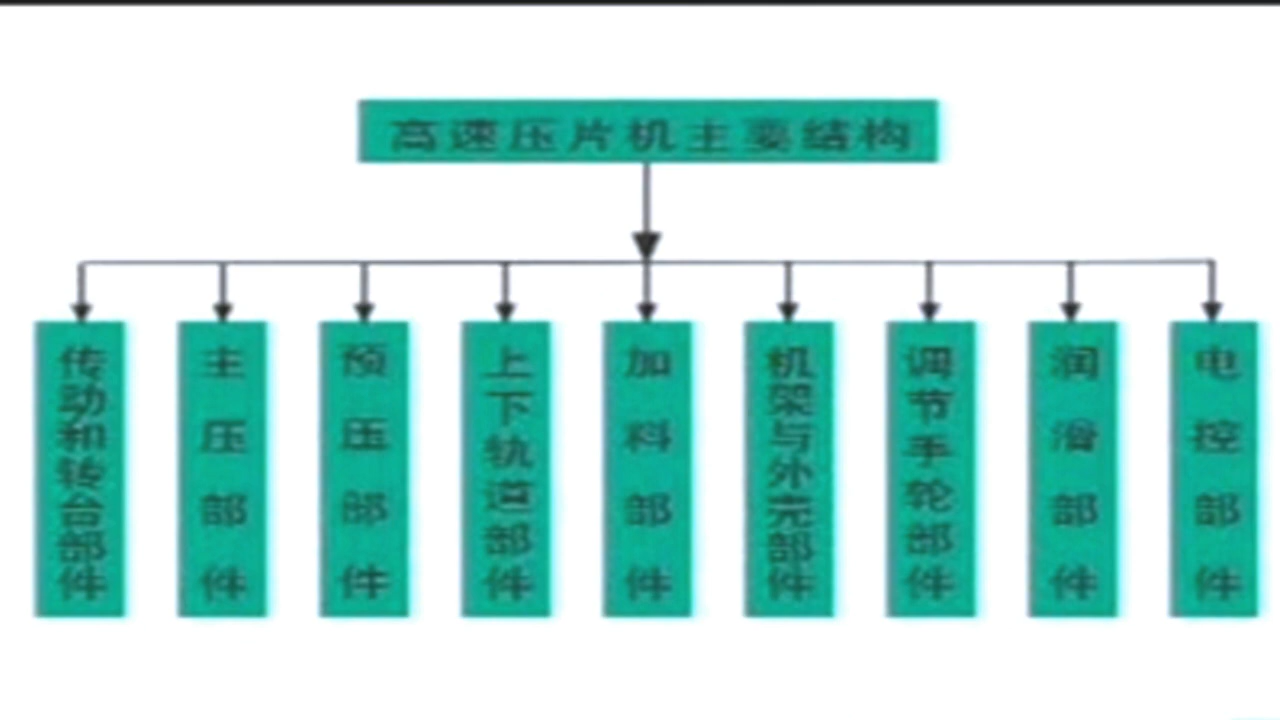 高速压片机主要结构
传动和转台部件
主压部件
预压部件
上下轨道部件
加料部件
机架与外壳部件
调节手轮部件
润滑部件
电控部件